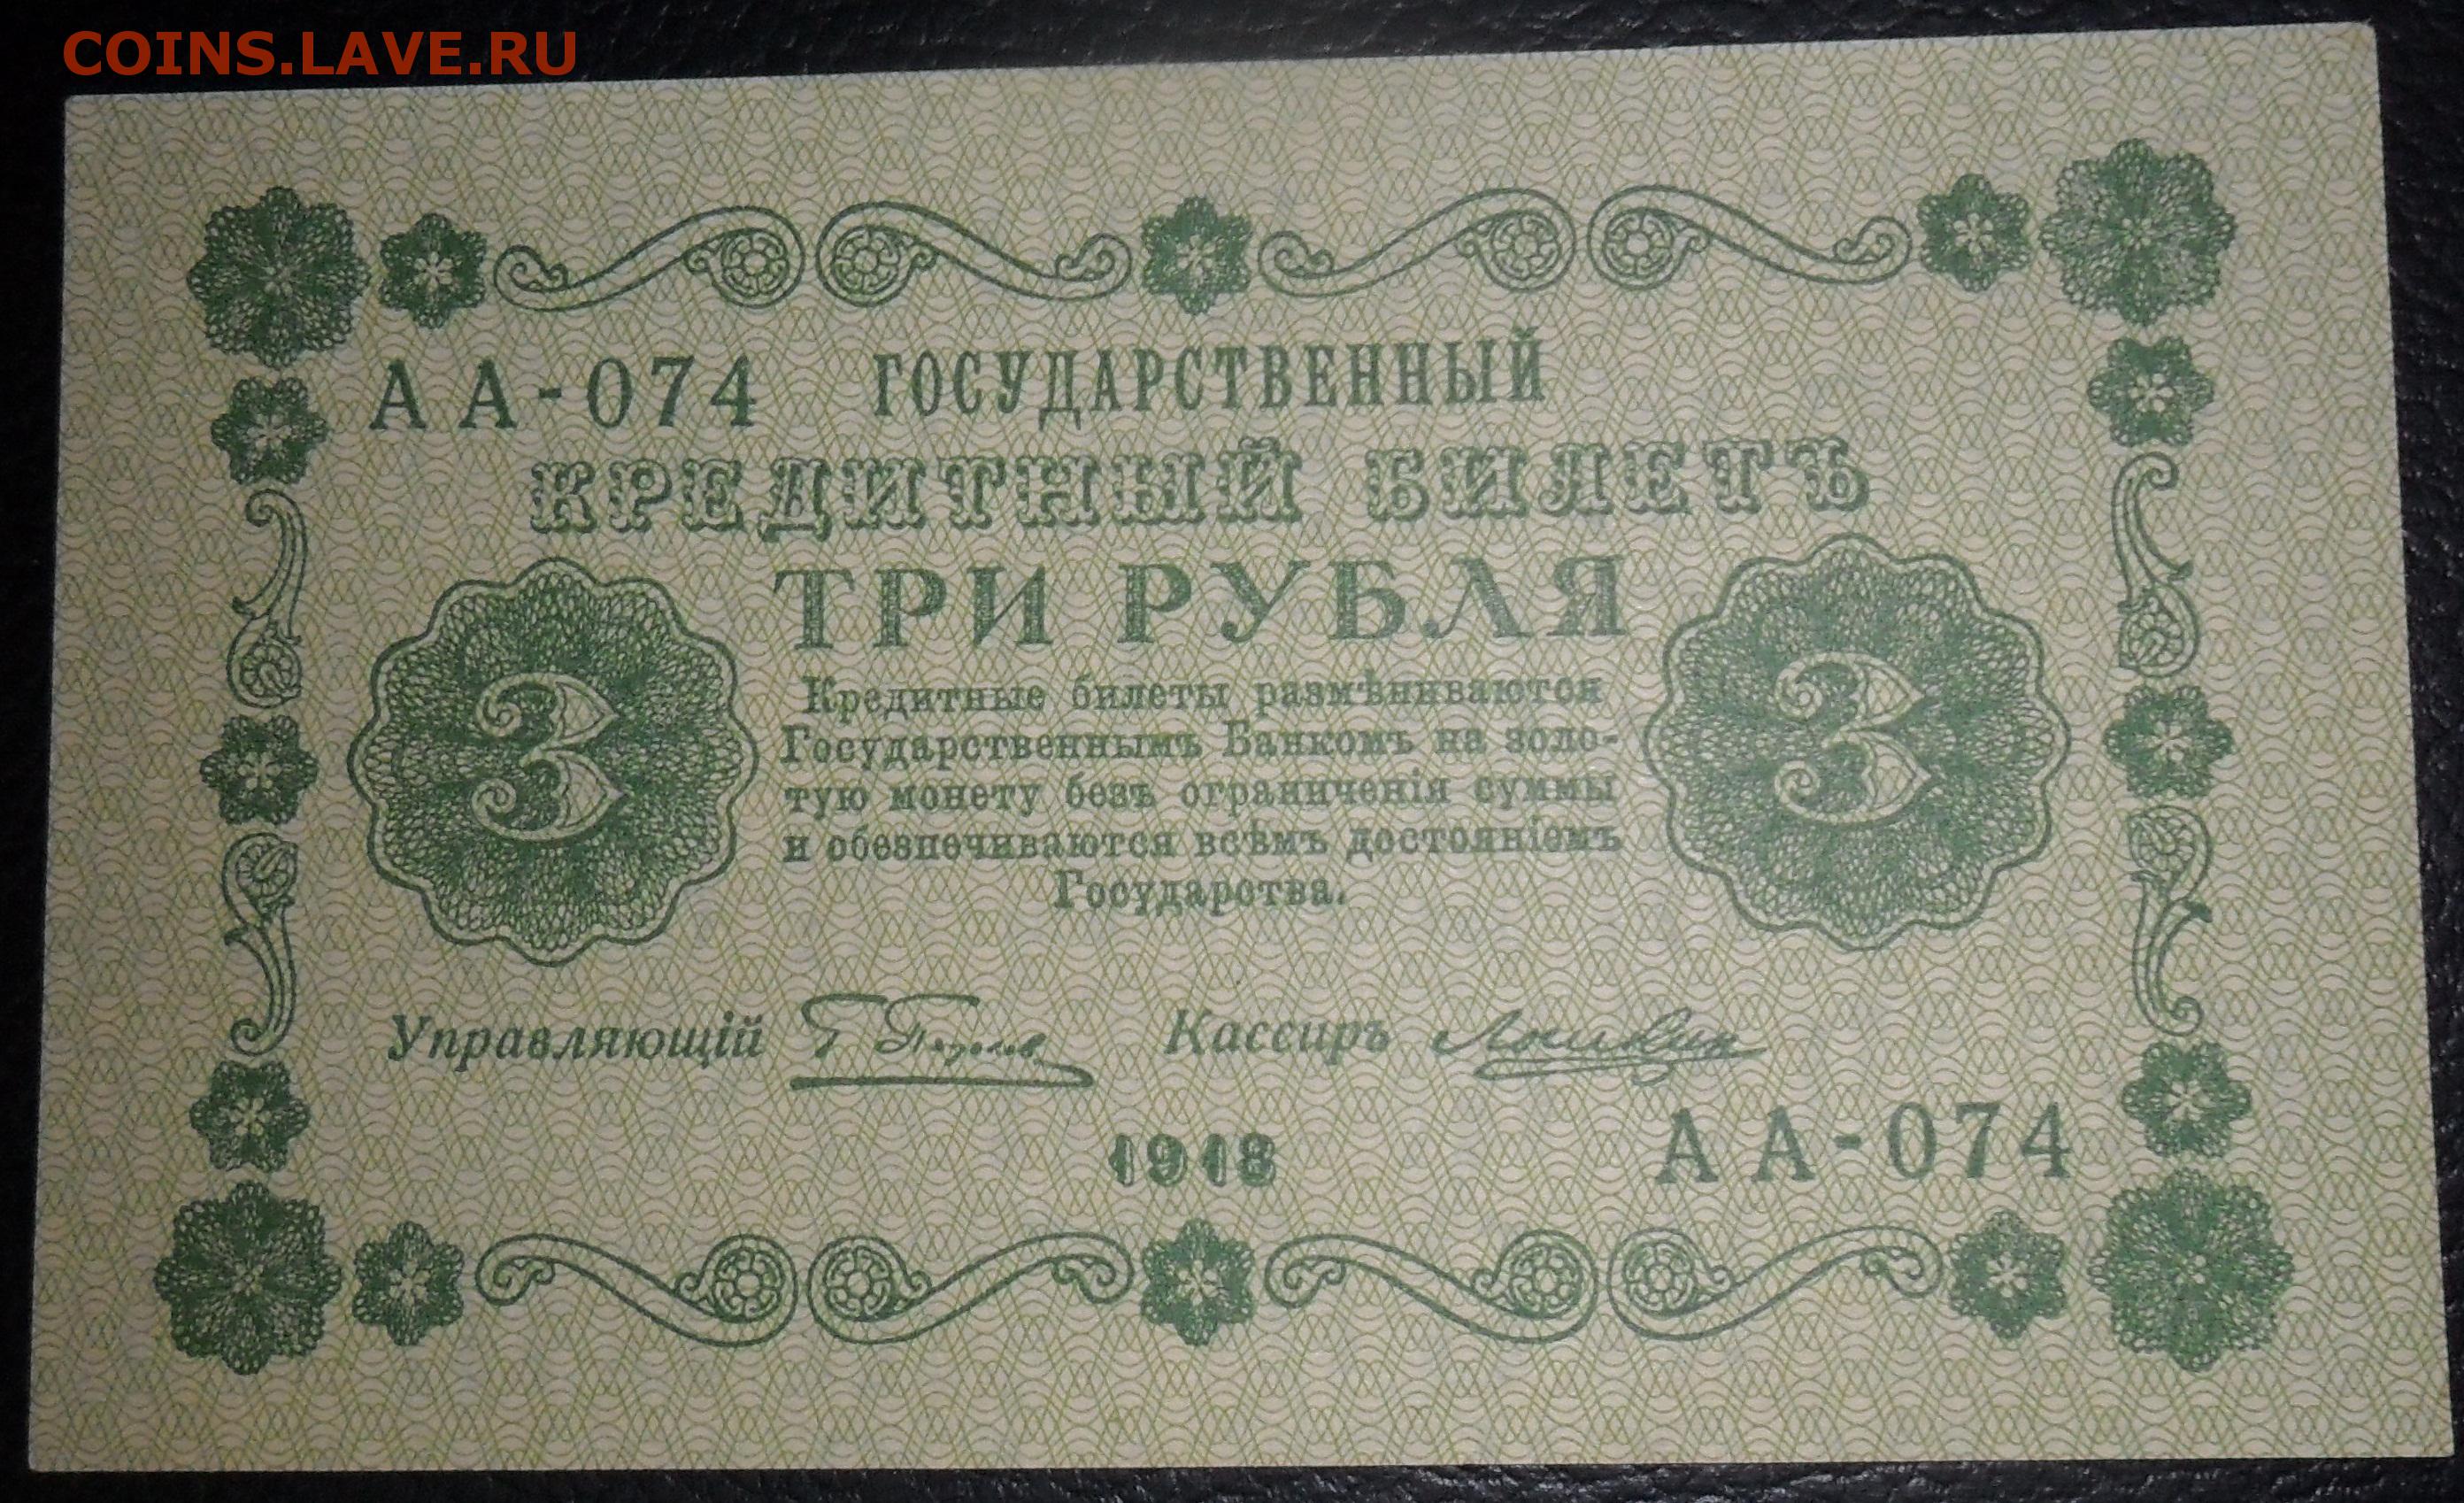 COINS.LAVE.RU
АА-074 ГОСУДАРСТВЕННЫЙ
КРЕДИТНЫЙ БИЛЕТЪ
ТРИ РУБЛЯ
3 3
Кредитные билеты размѣниваются
Государственнымъ Банкомъ на золо-
тую монету безъ ограниченія суммы
и обезпечиваются всѣмъ достояніемъ
Государства.
Управляющій Кассиръ
1918
АА-074